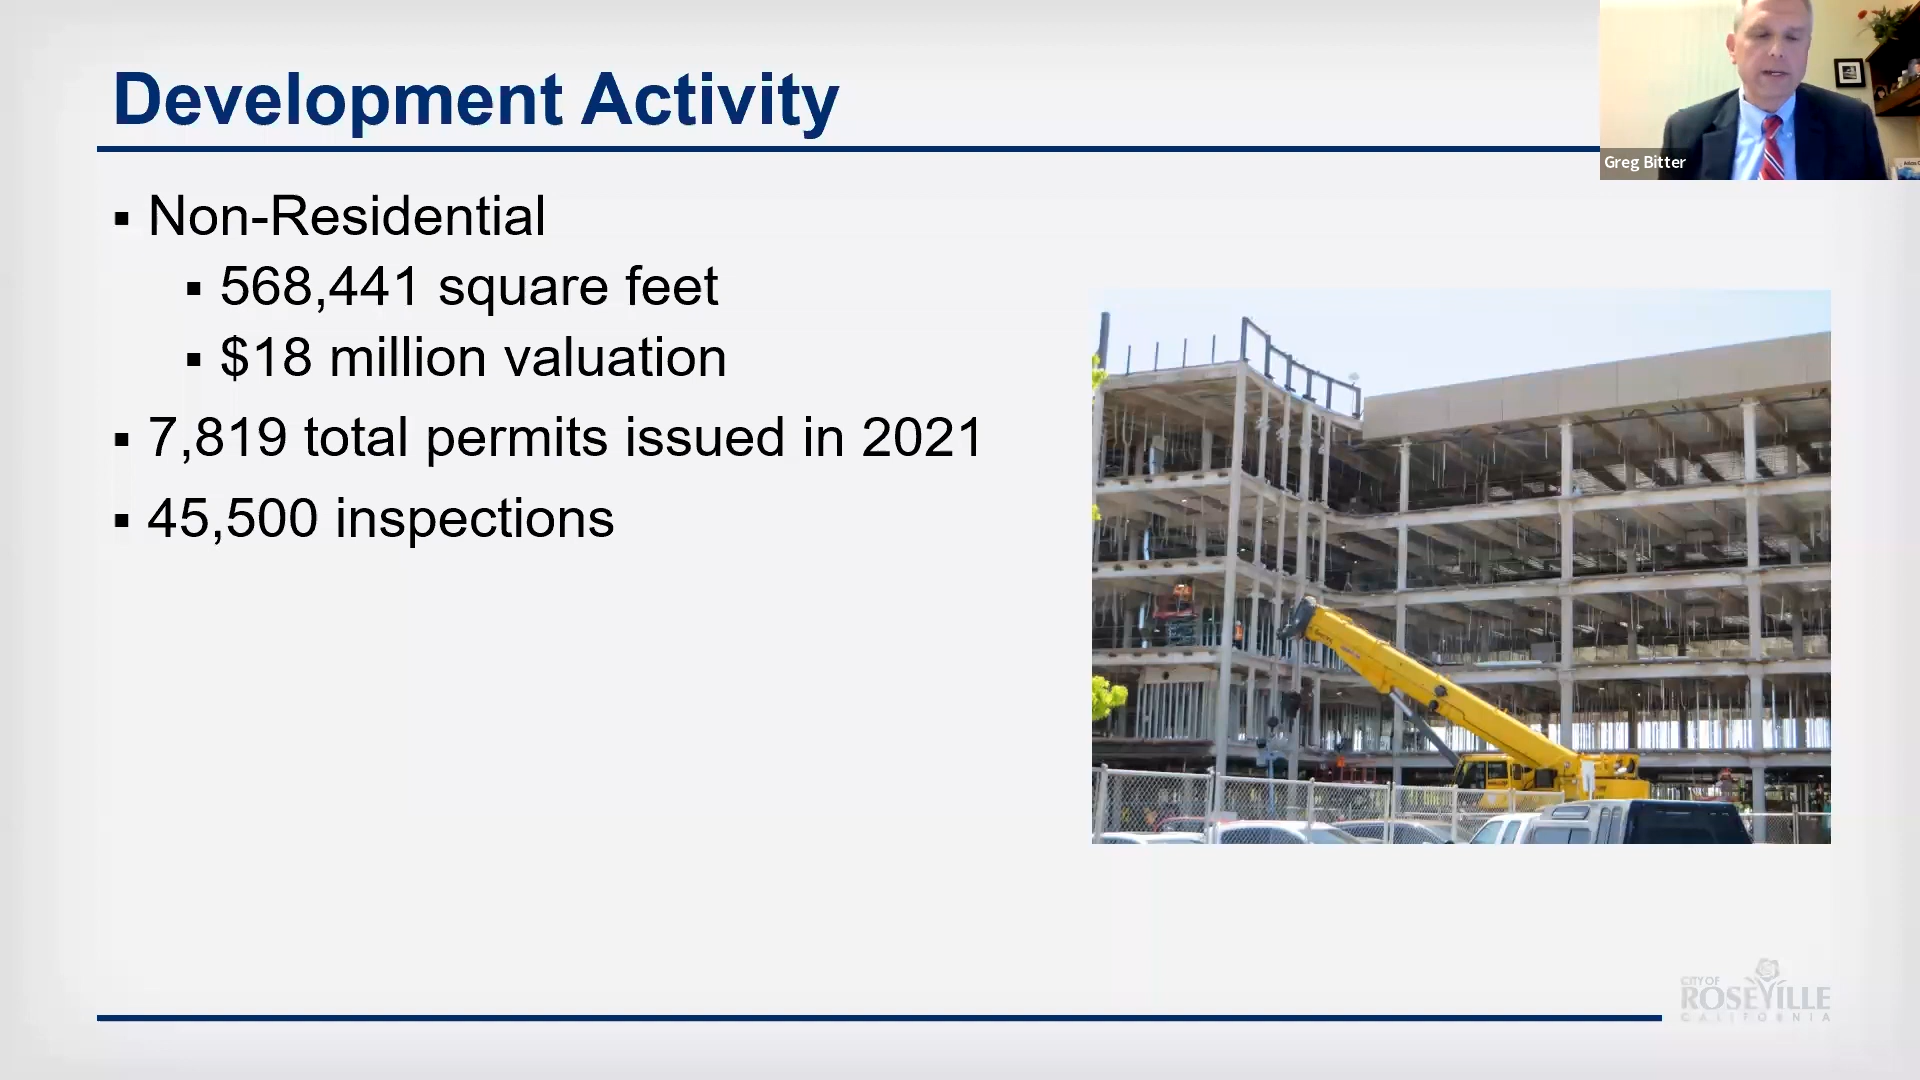 Development Activity
Greg Bitter
▪ Non-Residential
▪ 568,441 square feet
▪ $18 million valuation
▪ 7,819 total permits issued in 2021
▪ 45,500 inspections
CITY OF
ROSEVILLE
CALIFORNIA